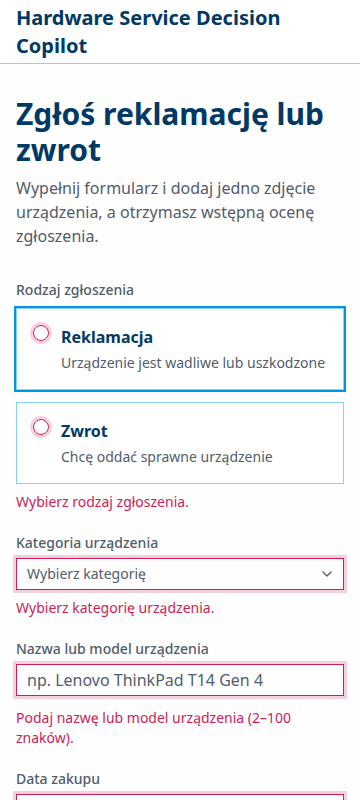 Hardware Service Decision
Copilot
Zgłoś reklamację lub
zwrot
Wypełnij formularz i dodaj jedno zdjęcie
urządzenia, a otrzymasz wstępną ocenę
zgłoszenia.
Rodzaj zgłoszenia
Reklamacja
Urządzenie jest wadliwe lub uszkodzone
Zwrot
Chcę oddać sprawne urządzenie
Wybierz rodzaj zgłoszenia.
Kategoria urządzenia
Wybierz kategorię
Wybierz kategorię urządzenia.
Nazwa lub model urządzenia
np. Lenovo ThinkPad T14 Gen 4
Podaj nazwę lub model urządzenia (2–100
znaków).
Data zakupu